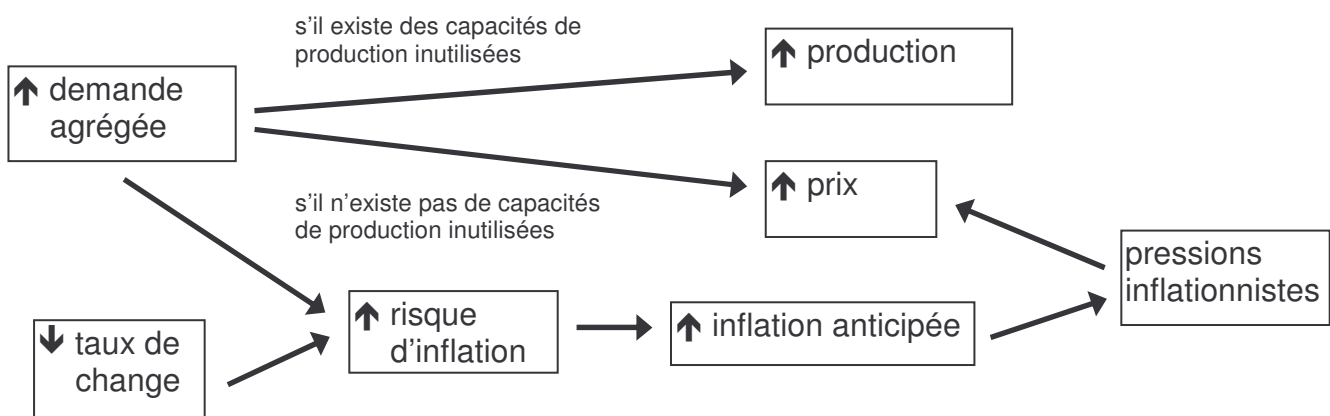 s'il existe des capacités de
production inutilisées
↑ production
↑ demande
agrégée
↑ prix
s'il n'existe pas de capacités
de production inutilisées
pressions
inflationnistes
↑ risque
d'inflation
↑ inflation anticipée
↓ taux de
change